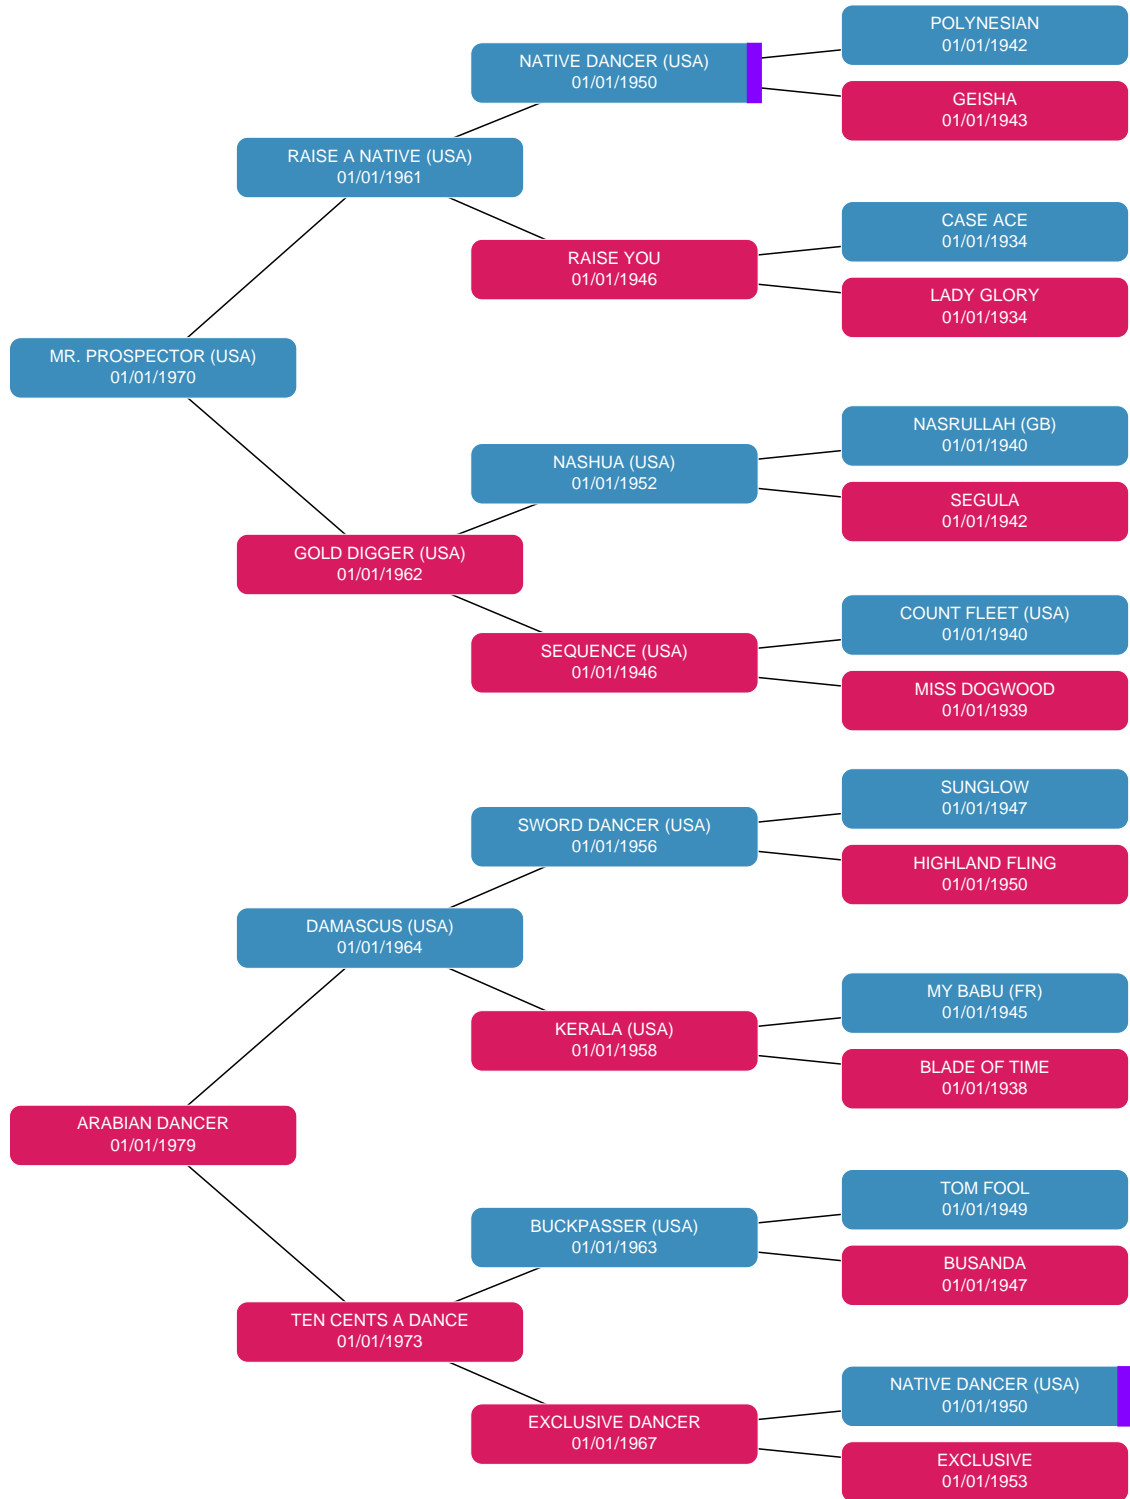 POLYNESIAN
01/01/1942
NATIVE DANCER (USA)
01/01/1950
GEISHA
01/01/1943
RAISE A NATIVE (USA)
01/01/1961
CASE ACE
01/01/1934
RAISE YOU
01/01/1946
LADY GLORY
01/01/1934
MR. PROSPECTOR (USA)
01/01/1970
NASRULLAH (GB)
01/01/1940
NASHUA (USA)
01/01/1952
SEGULA
01/01/1942
GOLD DIGGER (USA)
01/01/1962
COUNT FLEET (USA)
01/01/1940
SEQUENCE (USA)
01/01/1946
MISS DOGWOOD
01/01/1939
SUNGLOW
01/01/1947
SWORD DANCER (USA)
01/01/1956
HIGHLAND FLING
01/01/1950
DAMASCUS (USA)
01/01/1964
MY BABU (FR)
01/01/1945
KERALA (USA)
01/01/1958
BLADE OF TIME
01/01/1938
ARABIAN DANCER
01/01/1979
TOM FOOL
01/01/1949
BUCKPASSER (USA)
01/01/1963
BUSANDA
01/01/1947
TEN CENTS A DANCE
01/01/1973
NATIVE DANCER (USA)
01/01/1950
EXCLUSIVE DANCER
01/01/1967
EXCLUSIVE
01/01/1953